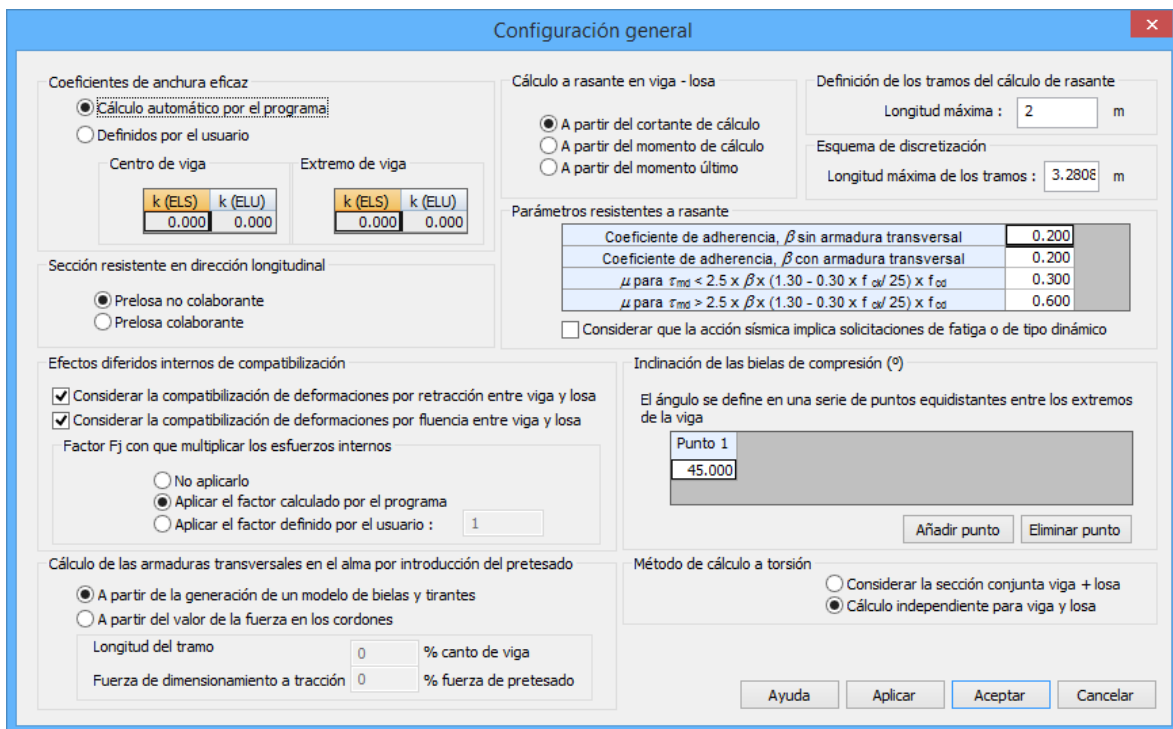 Configuración general
Coeficientes de anchura eficaz
Cálculo automático por el programa
Definidos por el usuario
Centro de viga
k (ELS) k (ELU)
0.000 0.000
Extremo de viga
k (ELS) k (ELU)
0.000 0.000
Cálculo a rasante en viga - losa
A partir del cortante de cálculo
A partir del momento de cálculo
A partir del momento último
Definición de los tramos del cálculo de rasante
Longitud máxima : 2 m
Esquema de discretización
Longitud máxima de los tramos : 3.2808 m
Sección resistente en dirección longitudinal
Prelosa no colaborante
Prelosa colaborante
Parámetros resistentes a rasante
Coeficiente de adherencia, β sin armadura transversal 0.200
Coeficiente de adherencia, β con armadura transversal 0.200
μ para τmd < 2.5 x β x (1.30 - 0.30 x f ck/ 25) x f cd 0.300
μ para τmd > 2.5 x β x (1.30 - 0.30 x f ck/ 25) x f cd 0.600
Considerar que la acción sísmica implica solicitaciones de fatiga o de tipo dinámico
Efectos diferidos internos de compatibilización
Considerar la compatibilización de deformaciones por retracción entre viga y losa
Considerar la compatibilización de deformaciones por fluencia entre viga y losa
Factor Fj con que multiplicar los esfuerzos internos
No aplicarlo
Aplicar el factor calculado por el programa
Aplicar el factor definido por el usuario : 1
Inclinación de las bielas de compresión (º)
El ángulo se define en una serie de puntos equidistantes entre los extremos
de la viga
Punto 1
45.000
Añadir punto Eliminar punto
Cálculo de las armaduras transversales en el alma por introducción del pretesado
A partir de la generación de un modelo de bielas y tirantes
A partir del valor de la fuerza en los cordones
Longitud del tramo 0 % canto de viga
Fuerza de dimensionamiento a tracción 0 % fuerza de pretesado
Método de cálculo a torsión
Considerar la sección conjunta viga + losa
Cálculo independiente para viga y losa
Ayuda Aplicar Aceptar Cancelar